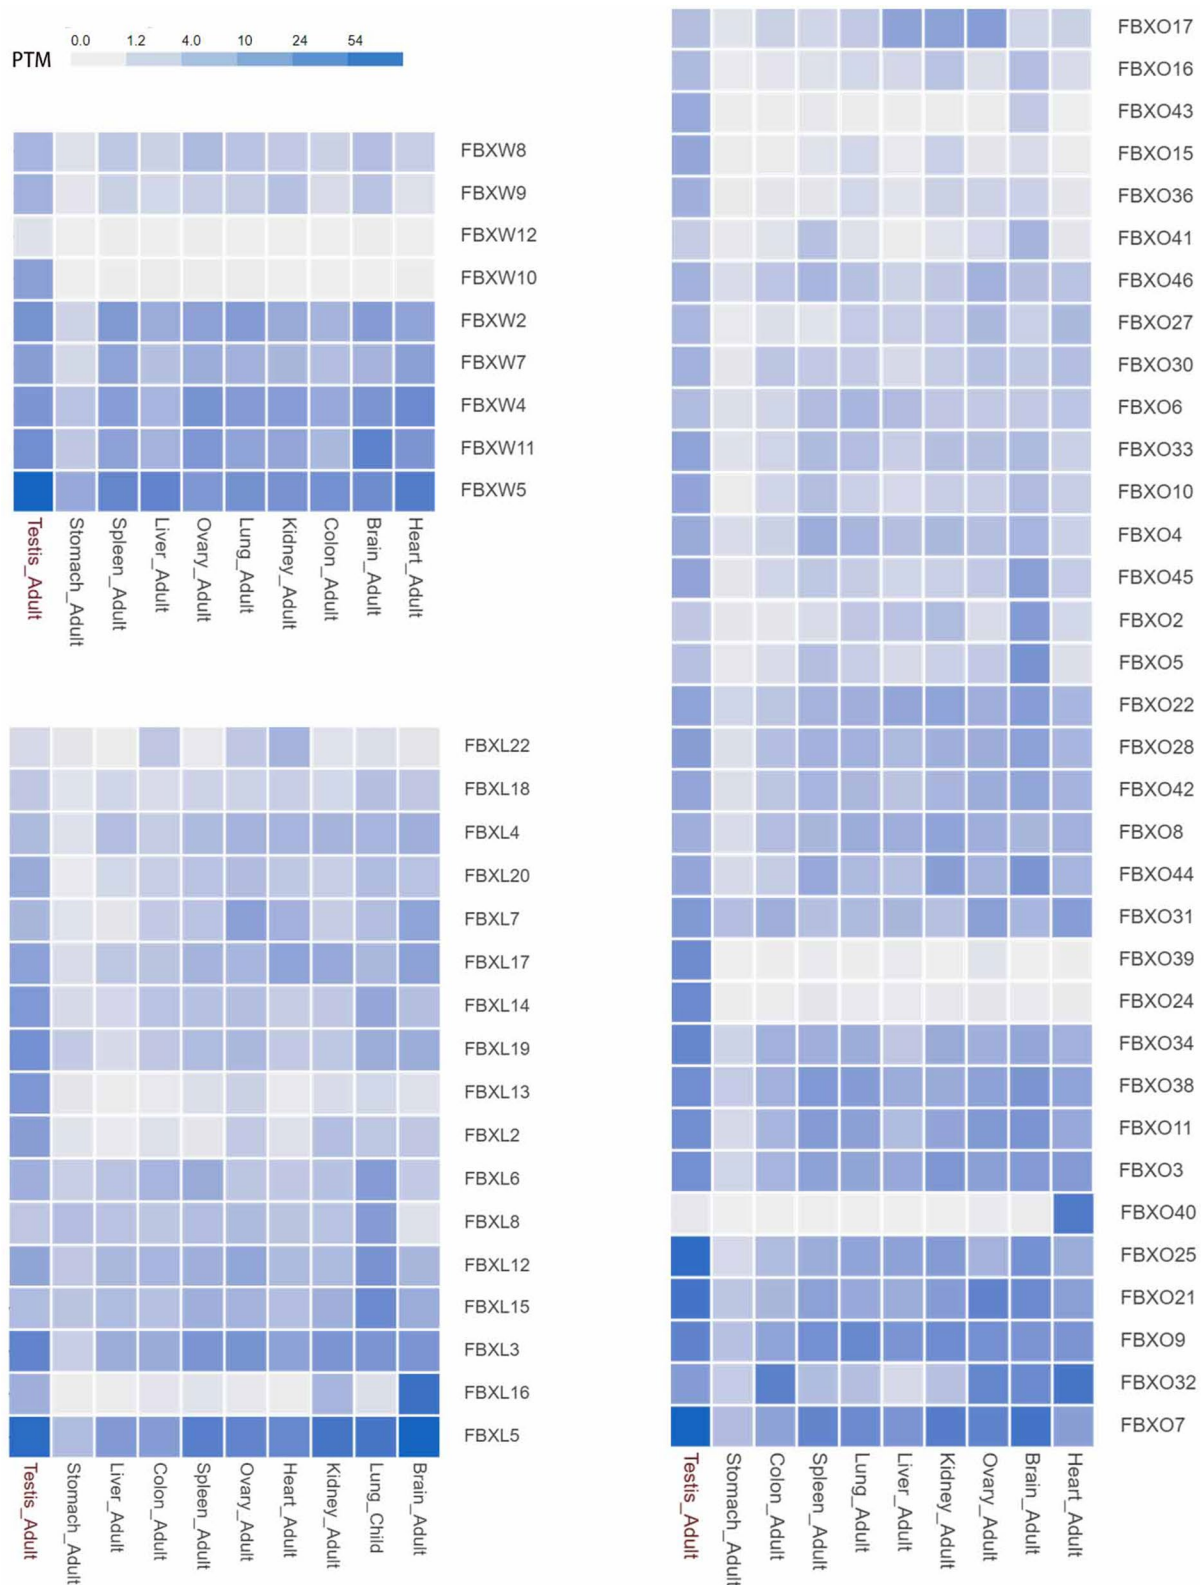 PTM
0.0 1.2 4.0 10 24 54
FBXW8
FBXW9
FBXW12
FBXW10
FBXW2
FBXW7
FBXW4
FBXW11
FBXW5
Testis_Adult
Stomach_Adult
Spleen_Adult
Liver_Adult
Ovary_Adult
Lung_Adult
Kidney_Adult
Colon_Adult
Brain_Adult
Heart_Adult
FBXL22
FBXL18
FBXL4
FBXL20
FBXL7
FBXL17
FBXL14
FBXL19
FBXL13
FBXL2
FBXL6
FBXL8
FBXL12
FBXL15
FBXL3
FBXL16
FBXL5
Testis_Adult
Stomach_Adult
Liver_Adult
Colon_Adult
Spleen_Adult
Ovary_Adult
Heart_Adult
Kidney_Adult
Lung_Child
Brain_Adult
FBXO17
FBXO16
FBXO43
FBXO15
FBXO36
FBXO41
FBXO46
FBXO27
FBXO30
FBXO6
FBXO33
FBXO10
FBXO4
FBXO45
FBXO2
FBXO5
FBXO22
FBXO28
FBXO42
FBXO8
FBXO44
FBXO31
FBXO39
FBXO24
FBXO34
FBXO38
FBXO11
FBXO3
FBXO40
FBXO25
FBXO21
FBXO9
FBXO32
FBXO7
Testis_Adult
Stomach_Adult
Colon_Adult
Spleen_Adult
Lung_Adult
Liver_Adult
Kidney_Adult
Ovary_Adult
Brain_Adult
Heart_Adult